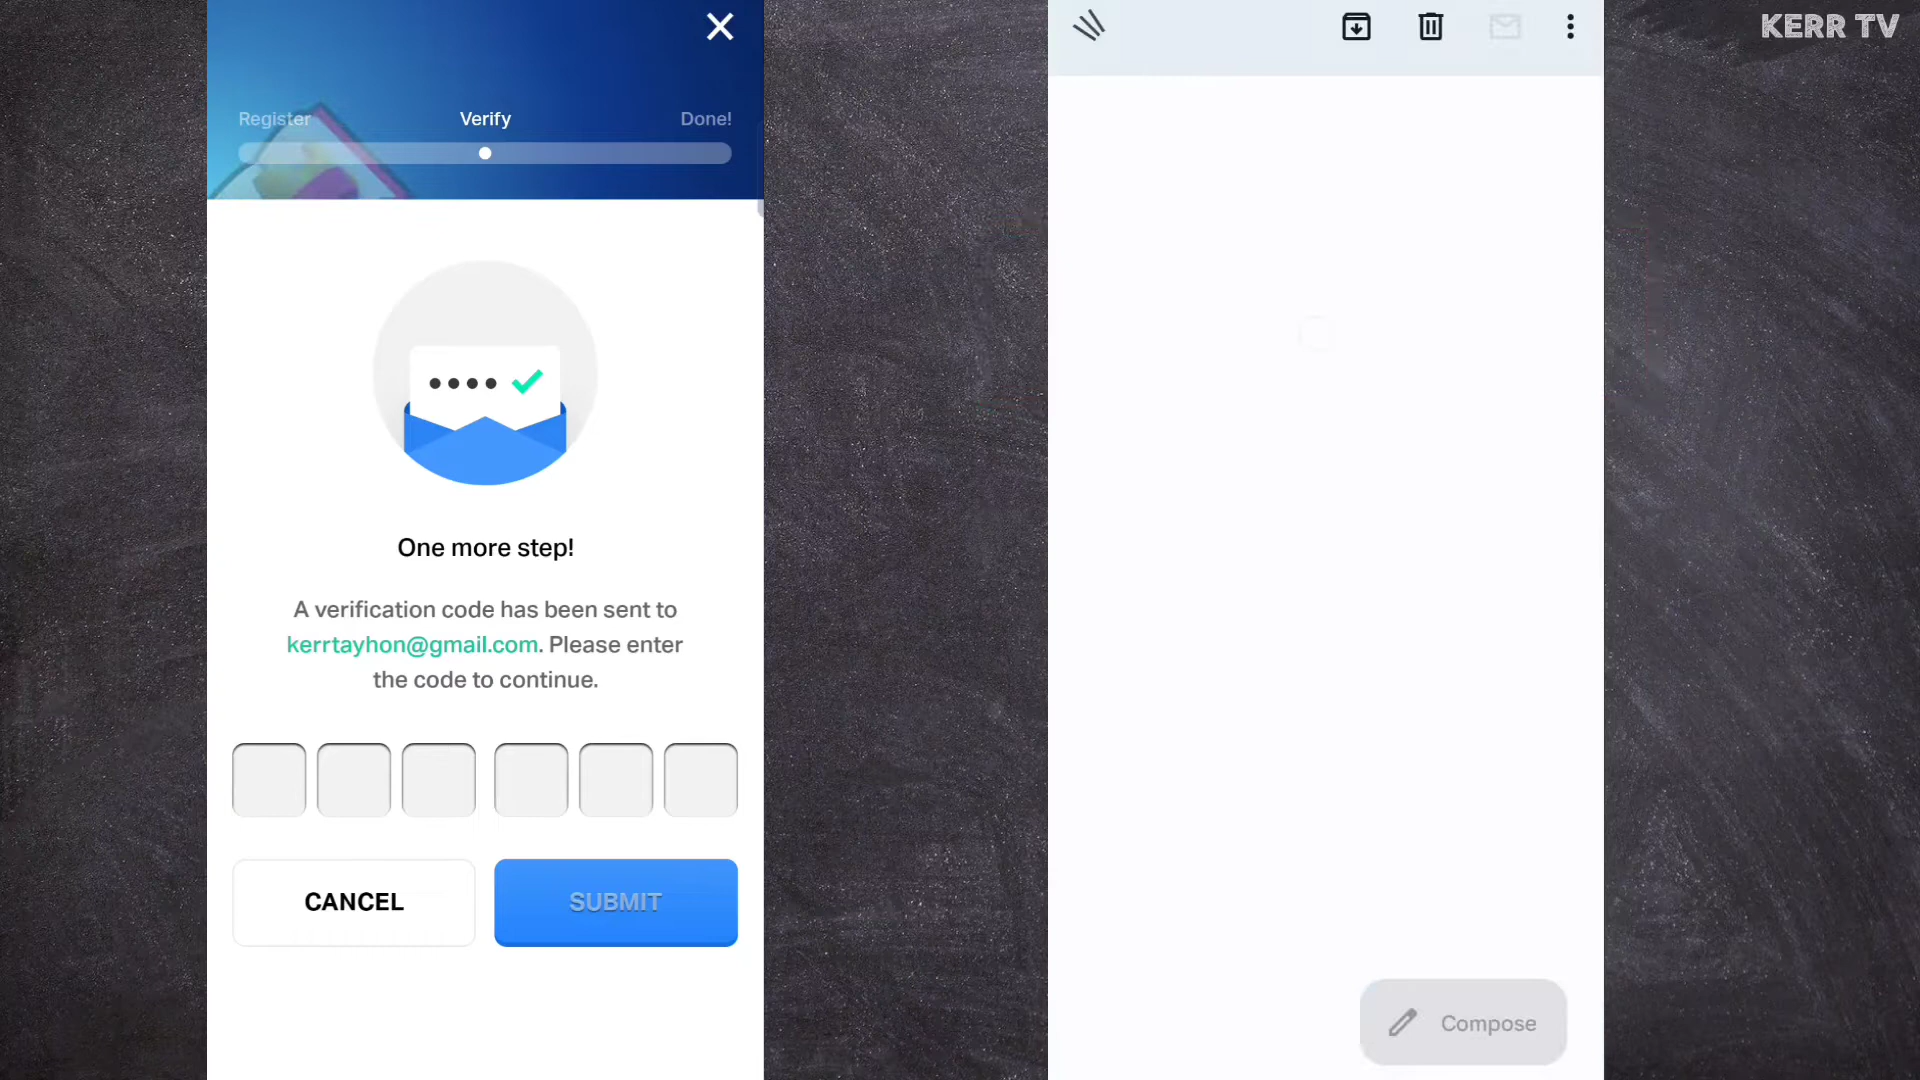 KERR TV
Register
Verify
Done!
One more step!
A verification code has been sent to
kerrtayhon@gmail.com. Please enter
the code to continue.
CANCEL
SUBMIT
Compose